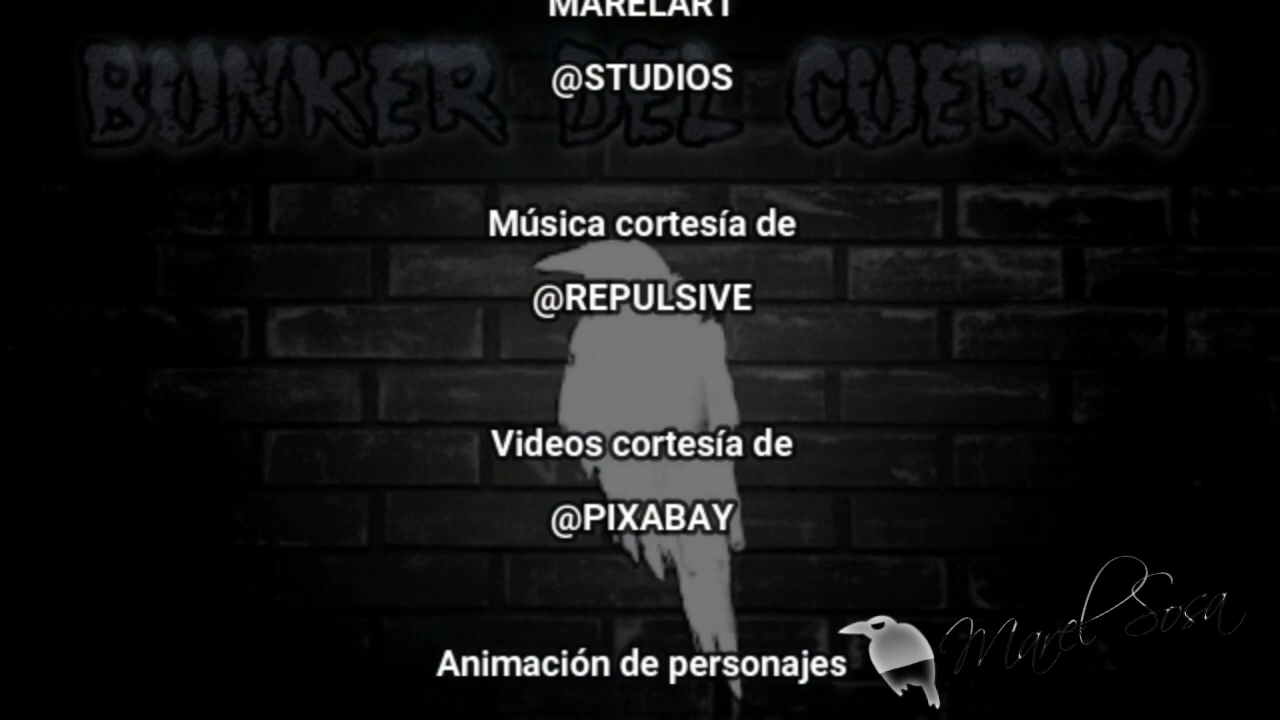 MARELART
BUNKER DEL CUERVO
@STUDIOS
Música cortesía de
@REPULSIVE
Videos cortesía de
@PIXABAY
Animación de personajes
Marel Sosa